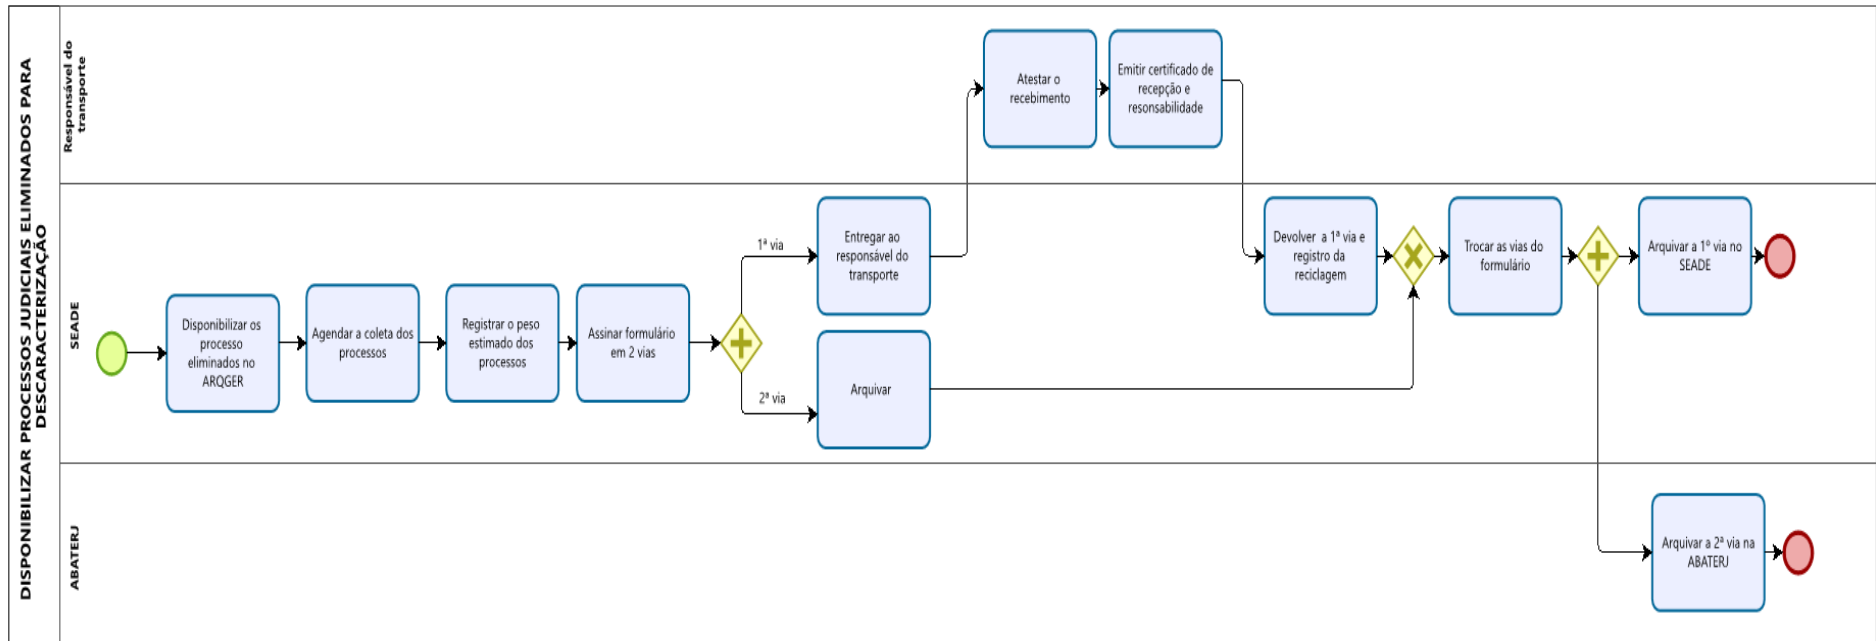 DISPONIBILIZAR PROCESSOS JUDICIAIS ELIMINADOS PARA
DESCARACTERIZAÇÃO
Responsável do
transporte
Atestar o
recebimento
Emitir certificado de
recepção e
resonsabilidade
SEADE
Disponibilizar os
processo
eliminados no
ARQGER
Agendar a coleta dos
processos
Registrar o peso
estimado dos
processos
Assinar formulário
em 2 vias
1ª via
Entregar ao
responsável do
transporte
2ª via
Arquivar
Devolver a 1ª via e
registro da
reciclagem
Trocar as vias do
formulário
Arquivar a 1º via no
SEADE
ABATERJ
Arquivar a 2ª via na
ABATERJ